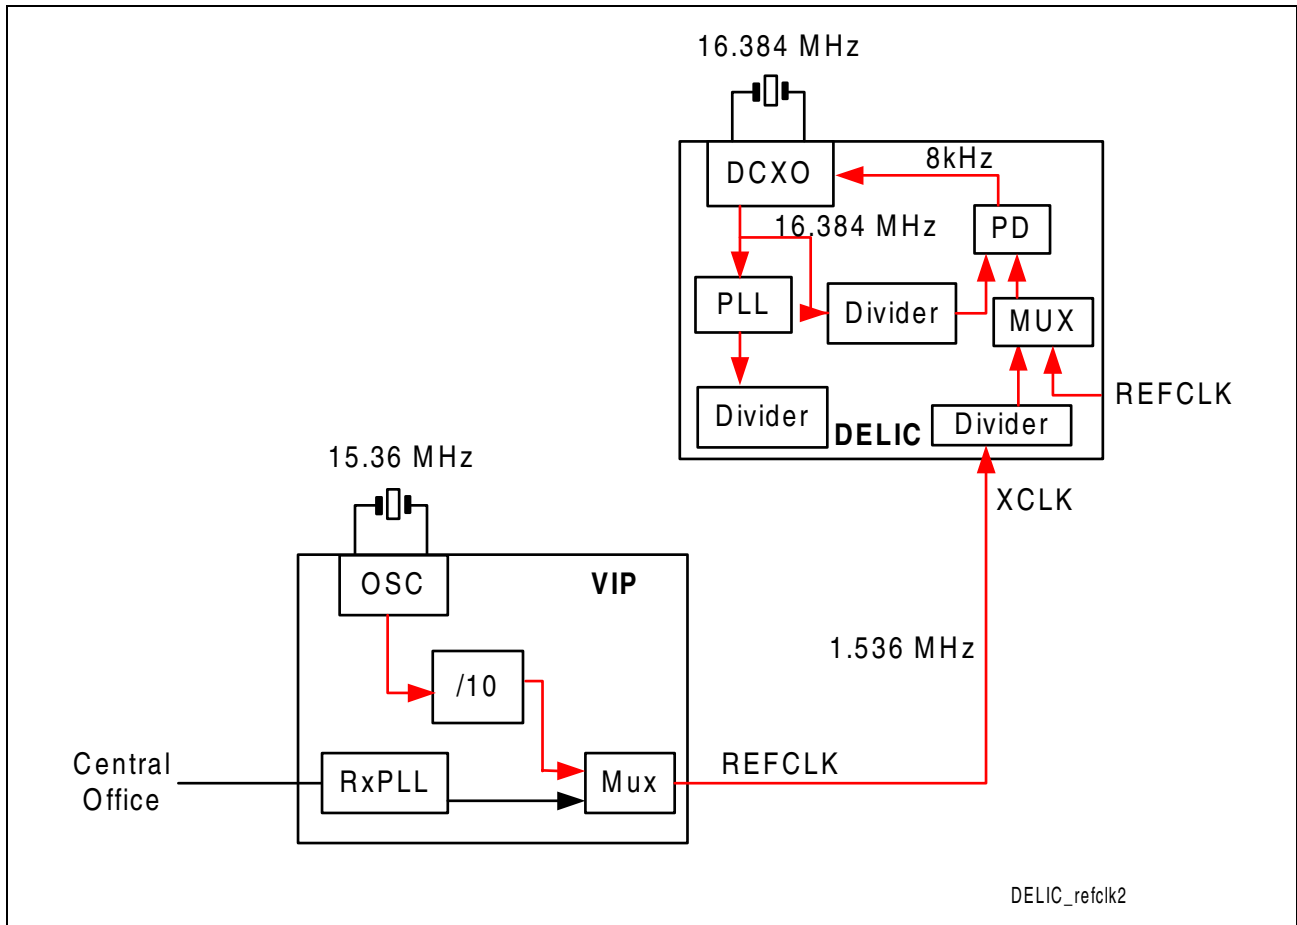 16.384 MHz
DCXO
8kHz
16.384 MHz
PD
PLL
Divider
MUX
REFCLK
Divider
DELIC
Divider
XCLK
15.36 MHz
OSC
VIP
1.536 MHz
/10
Central
Office
RxPLL
Mux
REFCLK
DELIC_refclk2